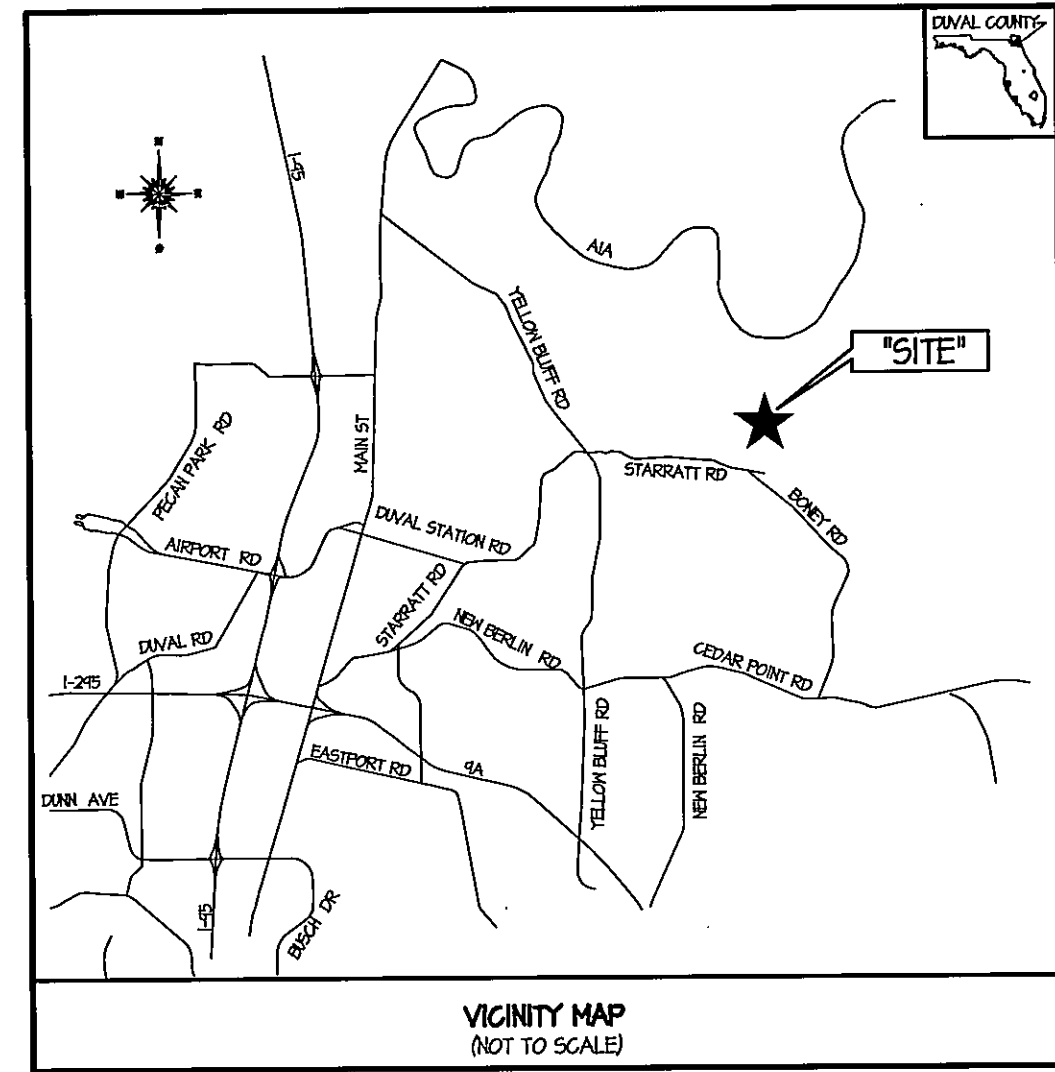 DUVAL COUNTY
I-95
A1A
YELLOW BLUFF RD
"SITE"
PECAN PARK RD
MAIN ST
STARRATT RD
BONEY RD
DUVAL STATION RD
AIRPORT RD
STARRATT RD
NEW BERLIN RD
DUVAL RD
CEDAR POINT RD
I-295
EASTPORT RD
9A
YELLOW BLUFF RD
NEW BERLIN RD
DUNN AVE
I-95
BUSCH DR
VICINITY MAP
(NOT TO SCALE)